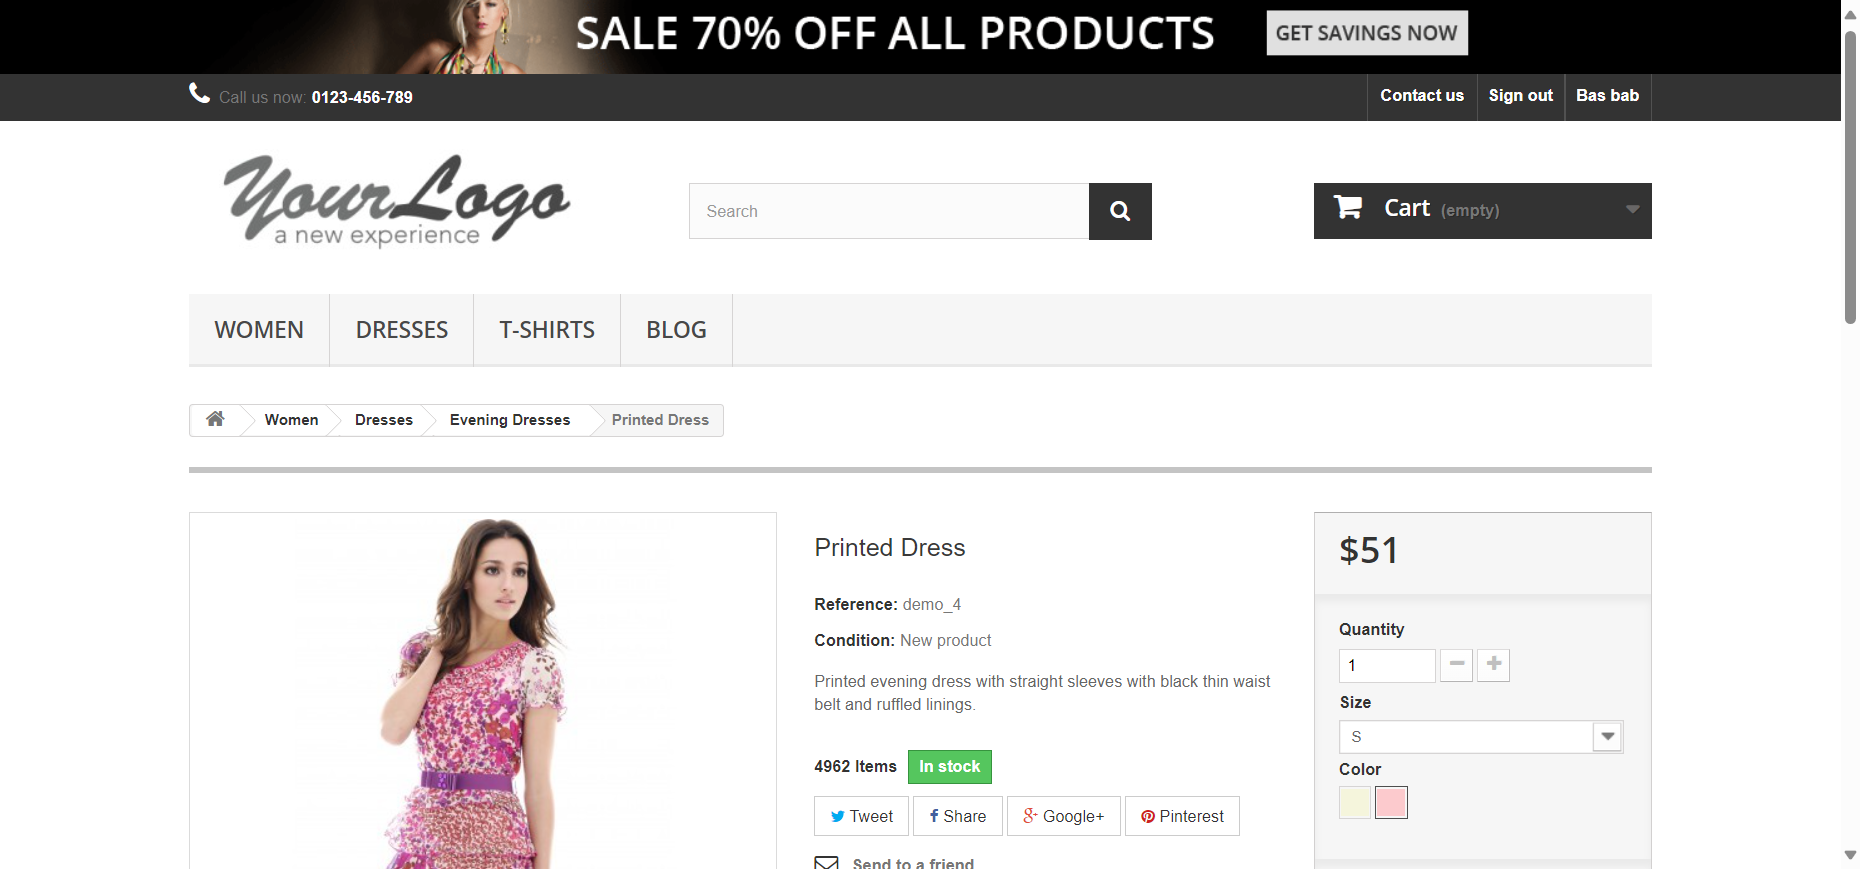 SALE 70% OFF ALL PRODUCTS GET SAVINGS NOW
Call us now: 0123-456-789 Contact us Sign out Bas bab
YourLogo
a new experience
Search
Cart (empty)
WOMEN DRESSES T-SHIRTS BLOG
Women Dresses Evening Dresses Printed Dress
Printed Dress
Reference: demo_4
Condition: New product
Printed evening dress with straight sleeves with black thin waist
belt and ruffled linings.
4962 Items In stock
Tweet Share Google+ Pinterest
Send to a friend
$51
Quantity
1
Size
S
Color